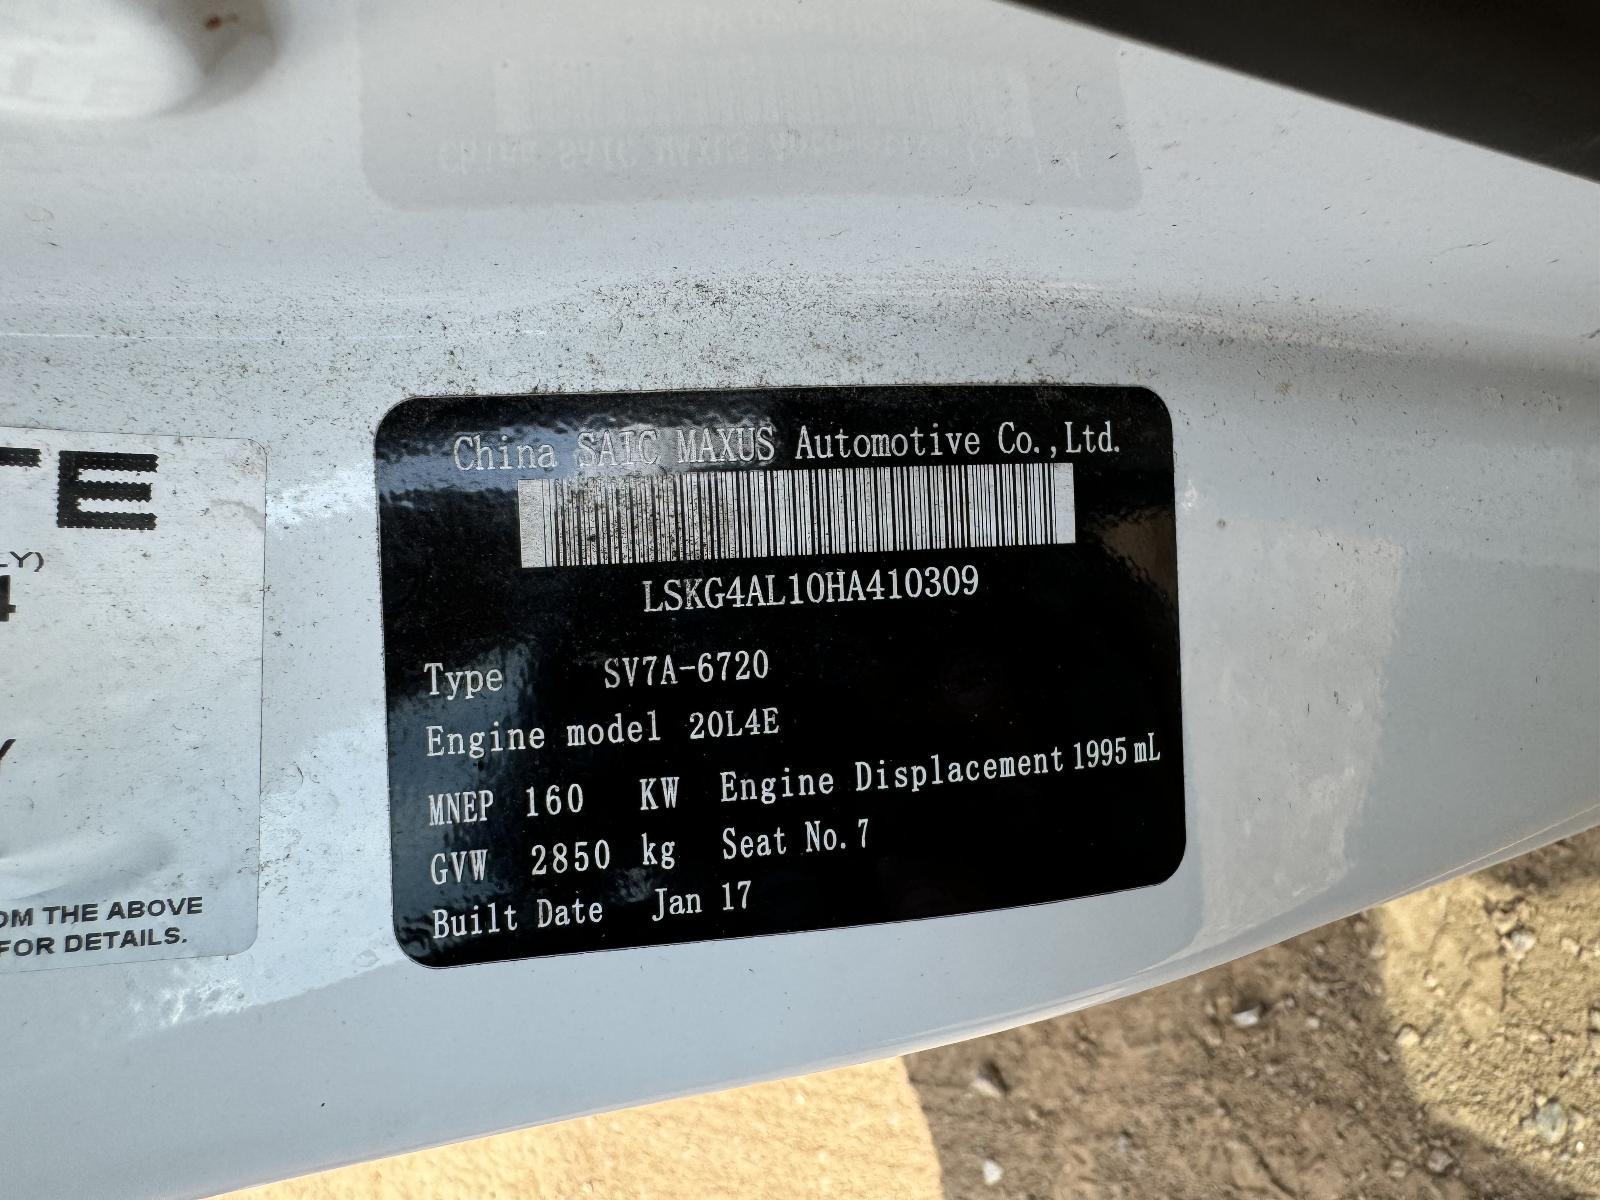 TE
LY)
4
Y
OM THE ABOVE
FOR DETAILS.
China SAIC MAXUS Automotive Co.,Ltd.
LSKG4AL10HA410309
Type SV7A-6720
Engine model 20L4E
MNEP 160 KW Engine Displacement 1995 mL
GVW 2850 kg Seat No. 7
Built Date Jan 17